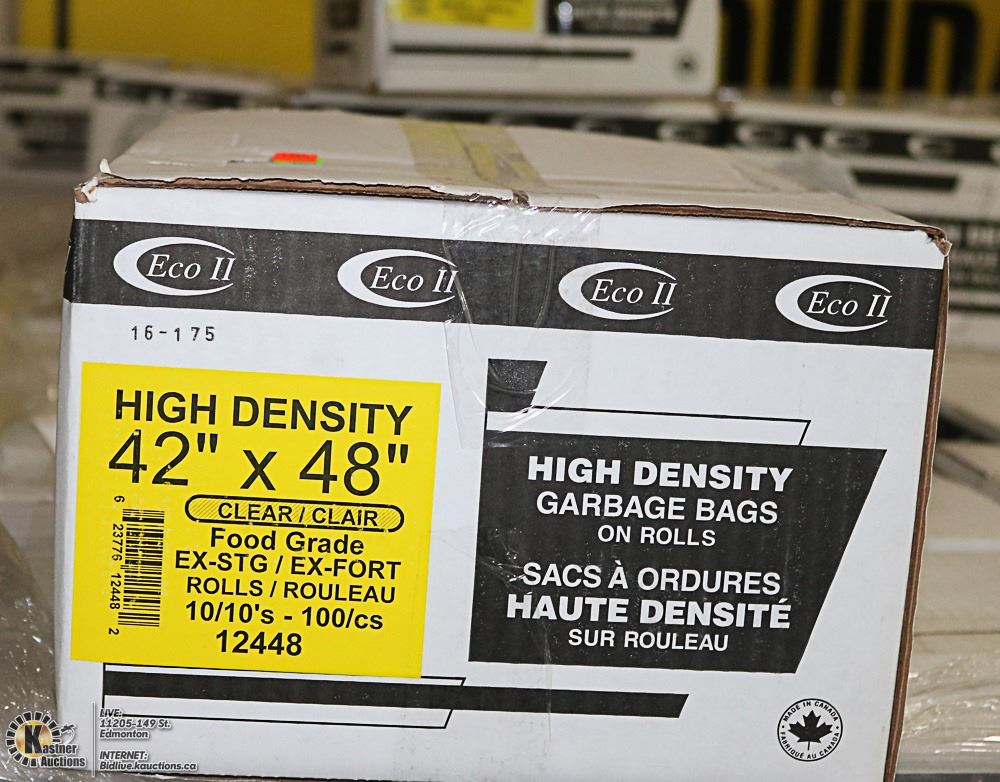 Eco II
Eco II
Eco II
Eco II
16-175
HIGH DENSITY
42" x 48"
CLEAR / CLAIR
Food Grade
EX-STG / EX-FORT
ROLLS / ROULEAU
10/10's - 100/cs
12448
6 23776 12448 2
HIGH DENSITY
GARBAGE BAGS
ON ROLLS
SACS À ORDURES
HAUTE DENSITÉ
SUR ROULEAU
MADE IN CANADA
FABRIQUÉ AU CANADA
Kastner
Auctions
LIVE:
11205-149 St.
Edmonton
INTERNET:
Bidlive.kauctions.ca